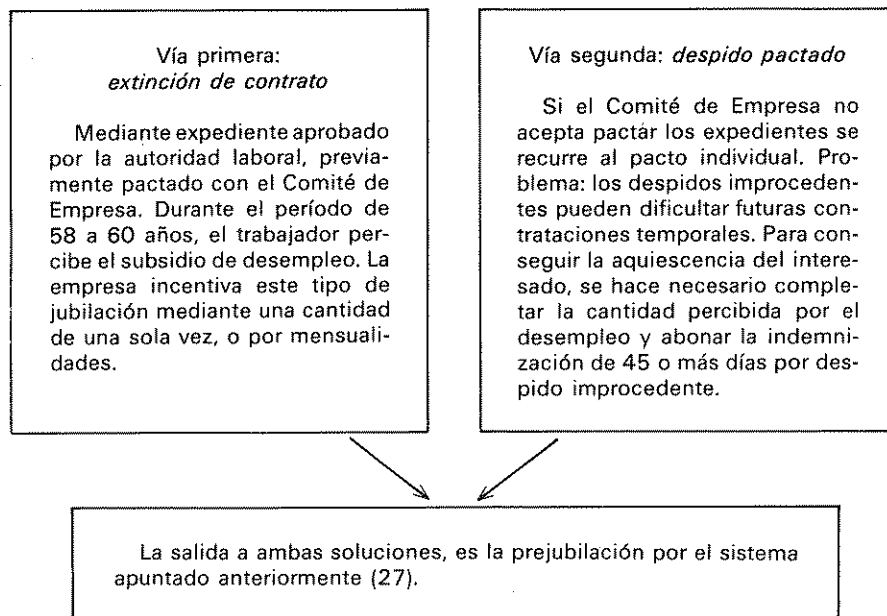 Vía primera:
extinción de contrato
Mediante expediente aprobado
por la autoridad laboral, previa-
mente pactado con el Comité de
Empresa. Durante el período de
58 a 60 años, el trabajador per-
cibe el subsidio de desempleo. La
empresa incentiva este tipo de
jubilación mediante una cantidad
de una sola vez, o por mensuali-
dades.
Vía segunda: despido pactado
Si el Comité de Empresa no
acepta pactár los expedientes se
recurre al pacto individual. Pro-
blema: los despidos improceden-
tes pueden dificultar futuras con-
trataciones temporales. Para con-
seguir la aquiescencia del intere-
sado, se hace necesario comple-
tar la cantidad percibida por el
desempleo y abonar la indemni-
zación de 45 o más días por des-
pido improcedente.
La salida a ambas soluciones, es la prejubilación por el sistema
apuntado anteriormente (27).